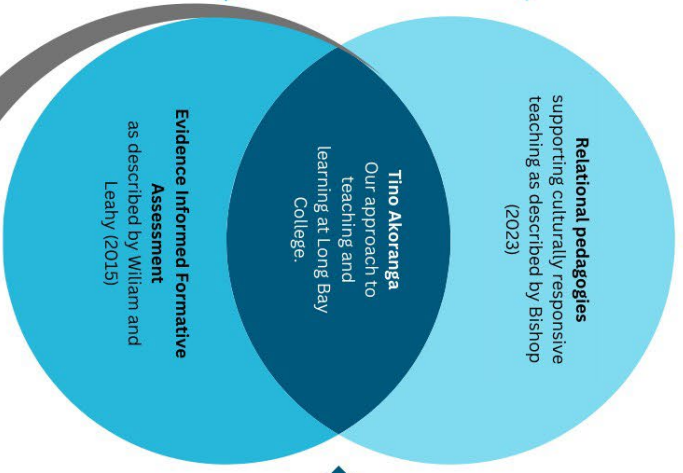 Relational pedagogies
supporting culturally responsive
teaching as described by Bishop
(2023)
Tino Akoranga
Our approach to
teaching and
learning at Long Bay
College.
Evidence Informed Formative
Assessment
as described by Wiliam and
Leahy (2015)